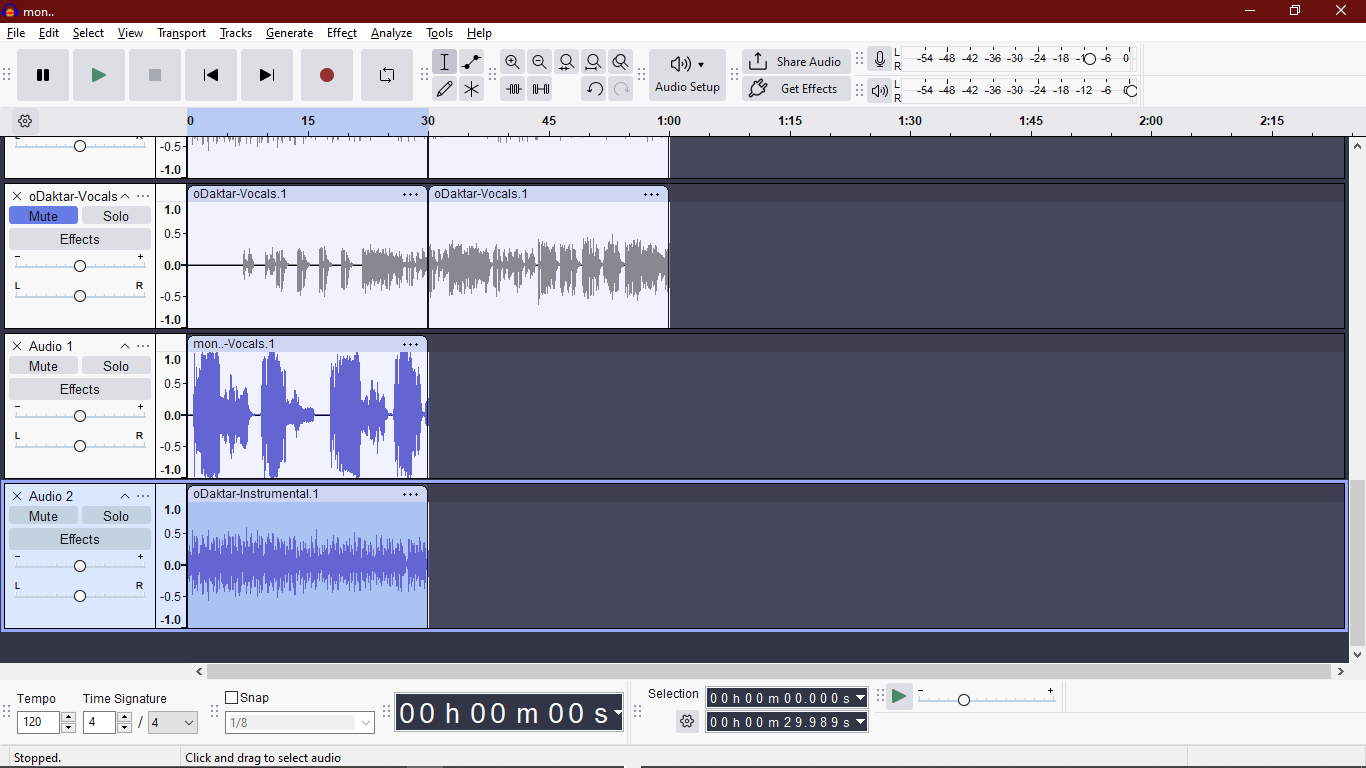 mon..
File Edit Select View Transport Tracks Generate Effect Analyze Tools Help
Audio Setup
Share Audio
Get Effects
L
R
-54 -48 -42 -36 -30 -24 -18 -1 -6 0
L
R
-54 -48 -42 -36 -30 -24 -18 -12 -6 0
0 15 30 45 1:00 1:15 1:30 1:45 2:00 2:15
-0.5
-1.0
oDaktar-Vocals
Mute Solo
Effects
- +
L R
1.0
0.5
0.0
-0.5
-1.0
oDaktar-Vocals.1 ...
oDaktar-Vocals.1 ...
Audio 1
Mute Solo
Effects
- +
L R
1.0
0.5
0.0
-0.5
-1.0
mon..-Vocals.1 ...
Audio 2
Mute Solo
Effects
- +
L R
1.0
0.5
0.0
-0.5
-1.0
oDaktar-Instrumental.1 ...
Tempo
120
Time Signature
4 / 4
Snap
1/8
00 h 00 m 00 s
Selection
00 h 00 m 00.000 s
00 h 00 m 29.989 s
- +
Stopped.
Click and drag to select audio